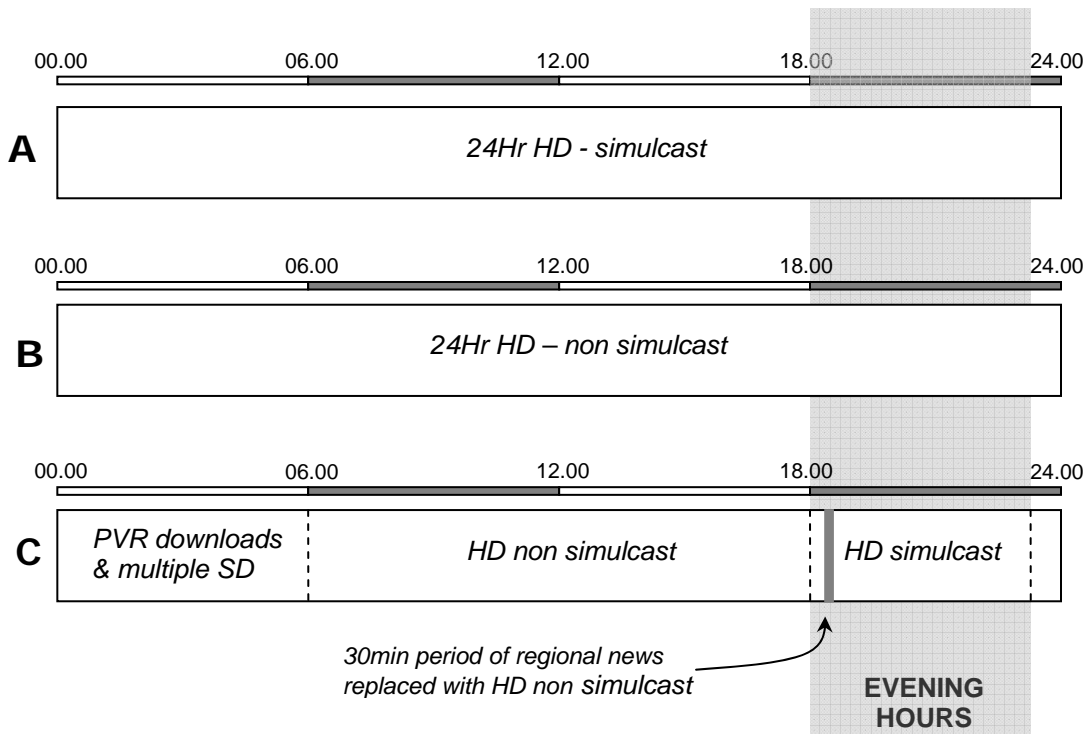 00.00 06.00 12.00 18.00 24.00
A
24Hr HD - simulcast
00.00 06.00 12.00 18.00 24.00
B
24Hr HD – non simulcast
00.00 06.00 12.00 18.00 24.00
C
PVR downloads
& multiple SD
HD non simulcast
HD simulcast
30min period of regional news
replaced with HD non simulcast
EVENING
HOURS